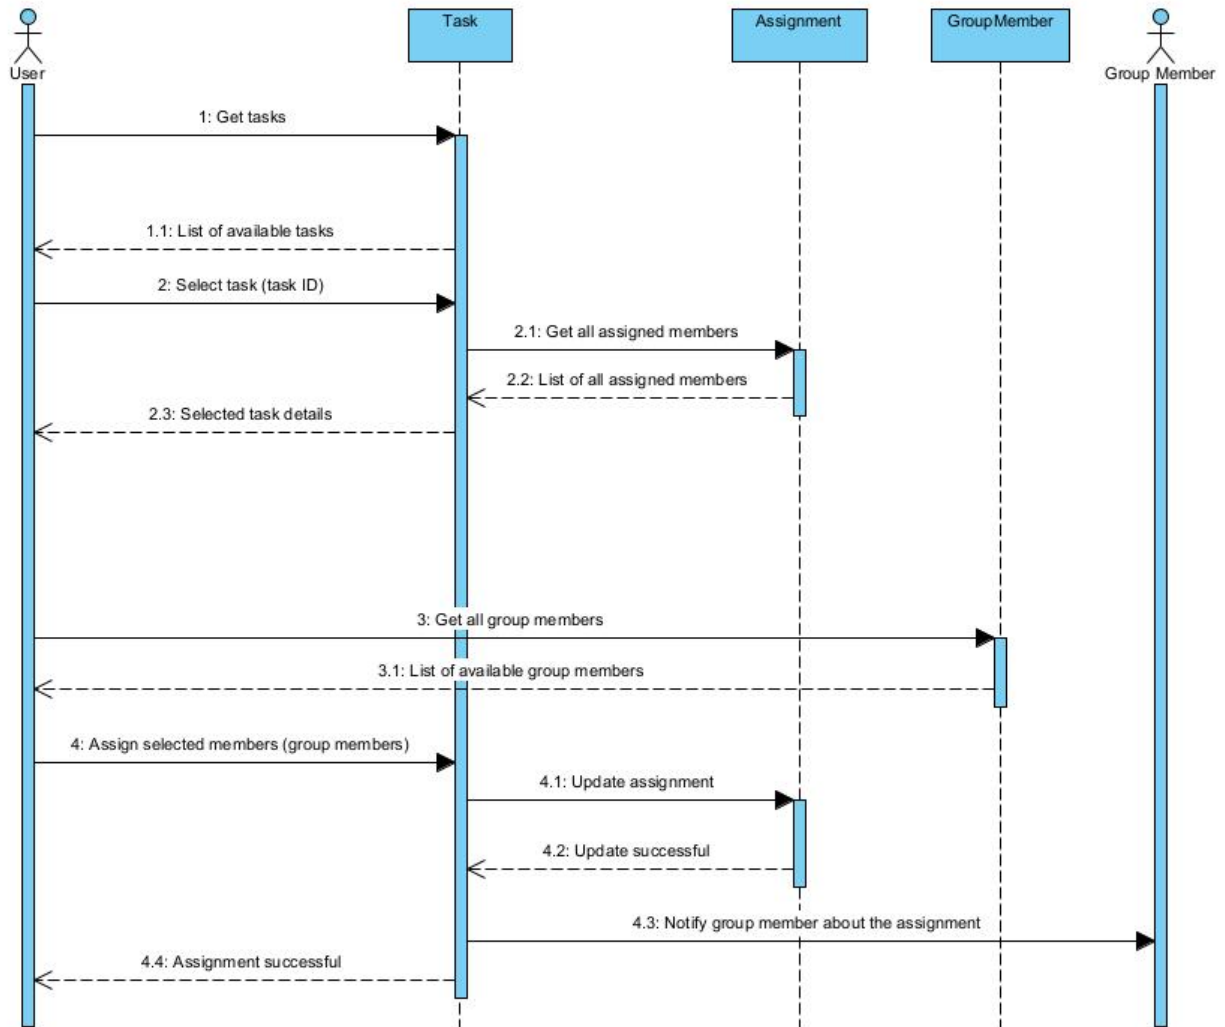 User
Task
Assignment
GroupMember
Group Member
1: Get tasks
1.1: List of available tasks
2: Select task (task ID)
2.1: Get all assigned members
2.2: List of all assigned members
2.3: Selected task details
3: Get all group members
3.1: List of available group members
4: Assign selected members (group members)
4.1: Update assignment
4.2: Update successful
4.3: Notify group member about the assignment
4.4: Assignment successful